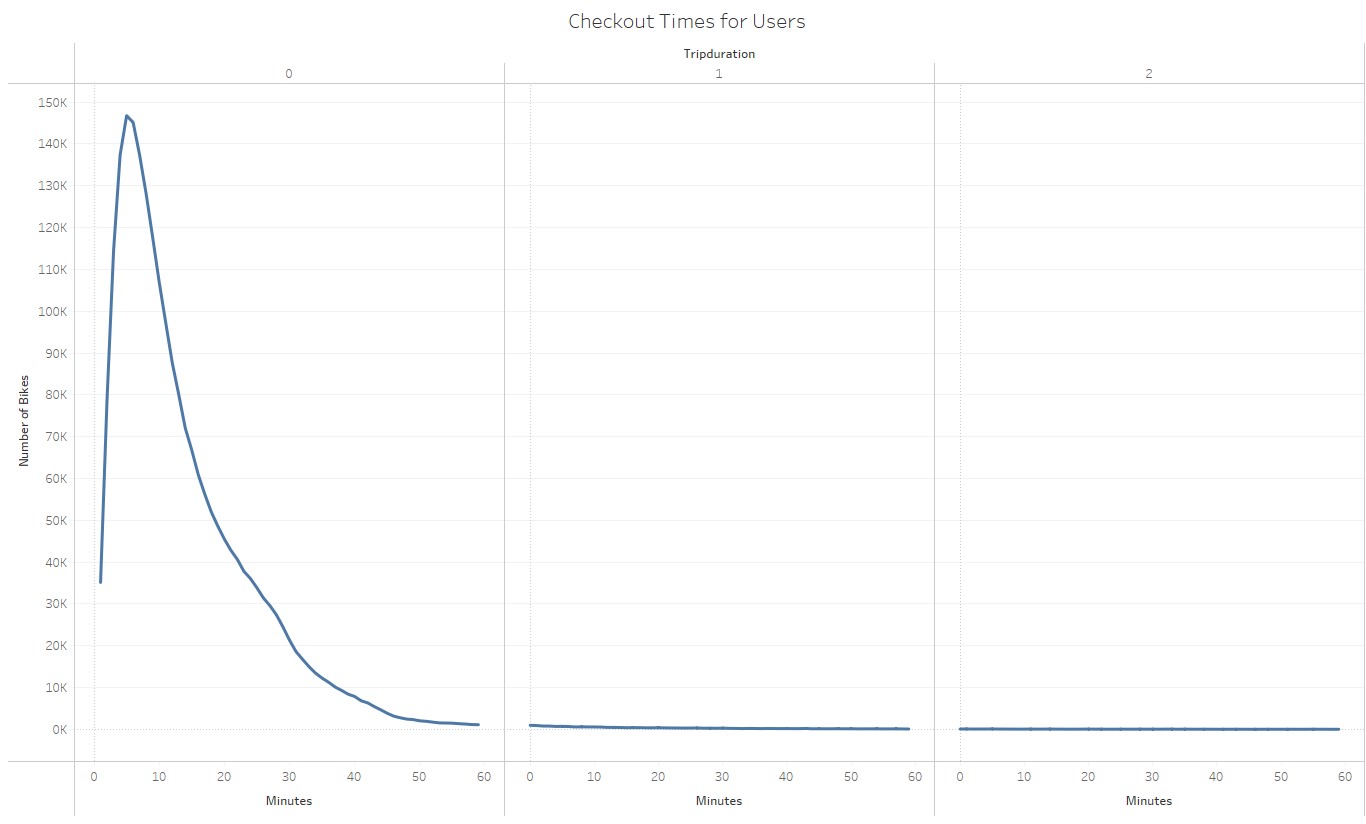 Checkout Times for Users
Tripduration
0 1 2
150K
140K
130K
120K
110K
100K
90K
80K
70K
60K
50K
40K
30K
20K
10K
0K
Number of Bikes
0 10 20 30 40 50 60 0 10 20 30 40 50 60 0 10 20 30 40 50 60
Minutes Minutes Minutes